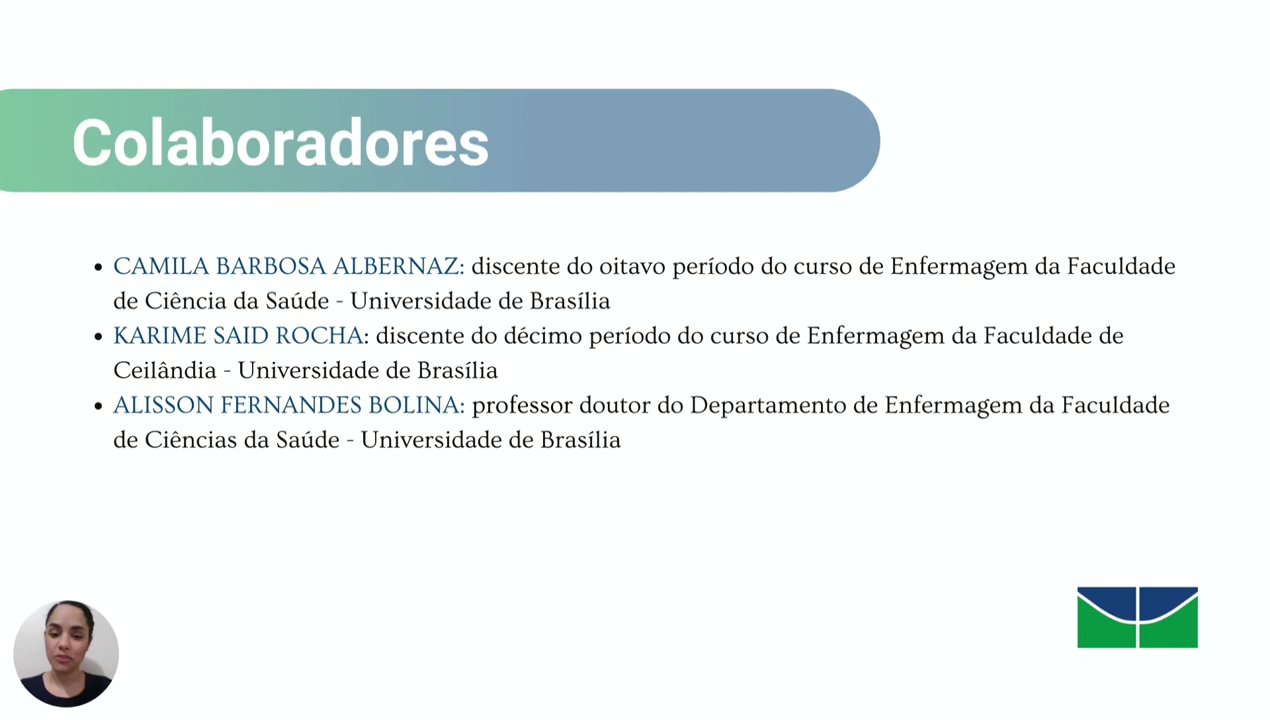 Colaboradores
• CAMILA BARBOSA ALBERNAZ: discente do oitavo período do curso de Enfermagem da Faculdade
de Ciência da Saúde - Universidade de Brasília
• KARIME SAID ROCHA: discente do décimo período do curso de Enfermagem da Faculdade de
Ceilândia - Universidade de Brasília
• ALISSON FERNANDES BOLINA: professor doutor do Departamento de Enfermagem da Faculdade
de Ciências da Saúde - Universidade de Brasília